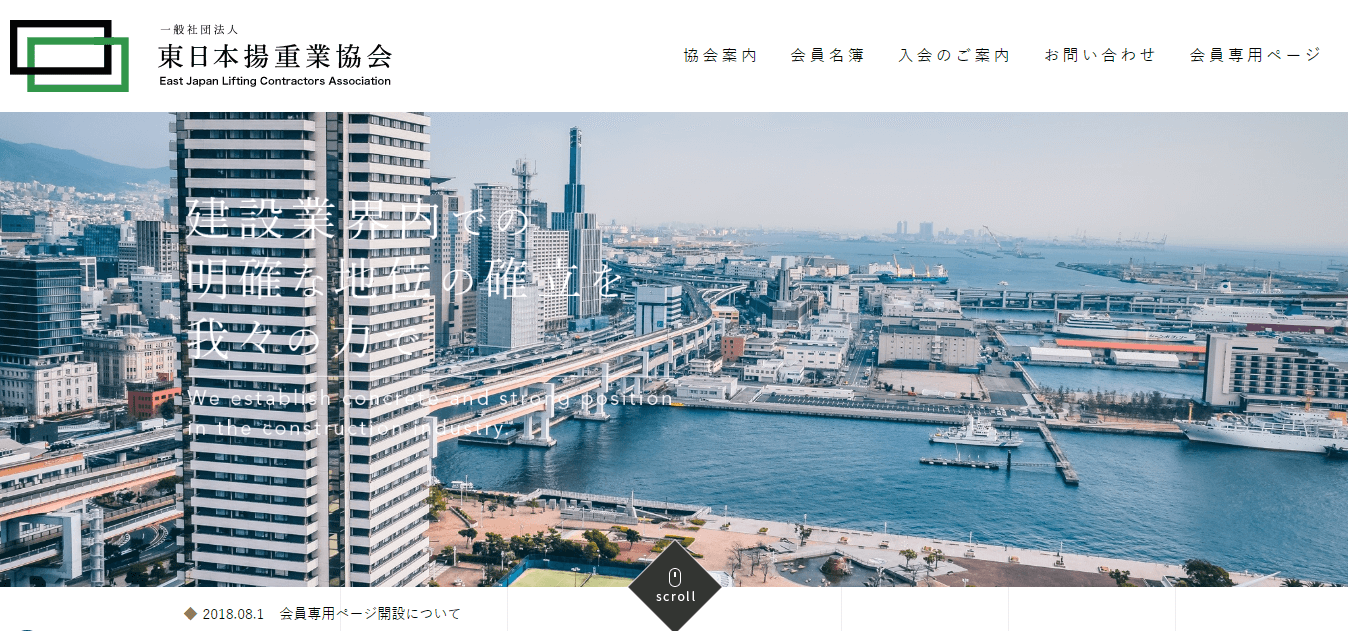 一般社団法人
東日本揚重業協会
East Japan Lifting Contractors Association
協会案内 会員名簿 入会のご案内 お問い合わせ 会員専用ページ
建設業界内での
明確な地位の確立を
我々の力で
We establish concrete and strong position
in the construction industry
scroll
◆ 2018.08.1 会員専用ページ開設について